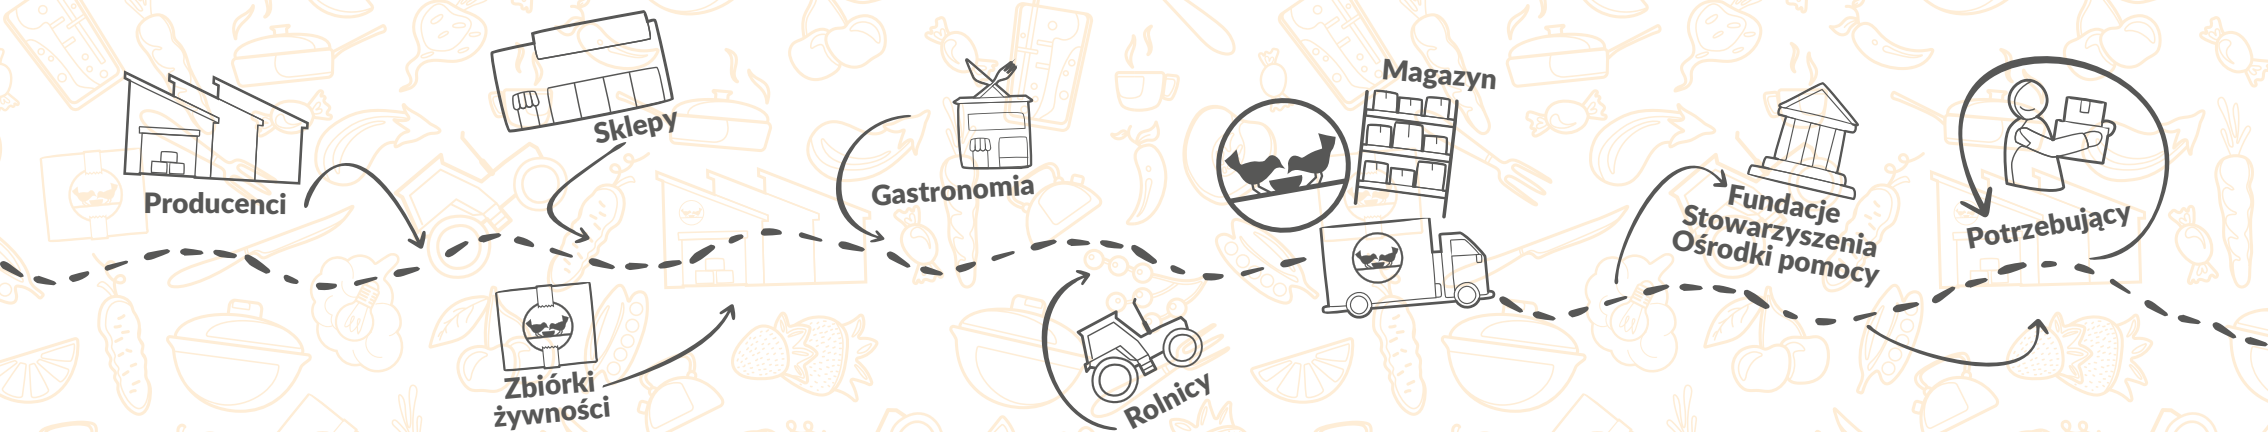 Producenci
Sklepy
Zbiórki
żywności
Gastronomia
Rolnicy
Magazyn
Fundacje
Stowarzyszenia
Ośrodki pomocy
Potrzebujący